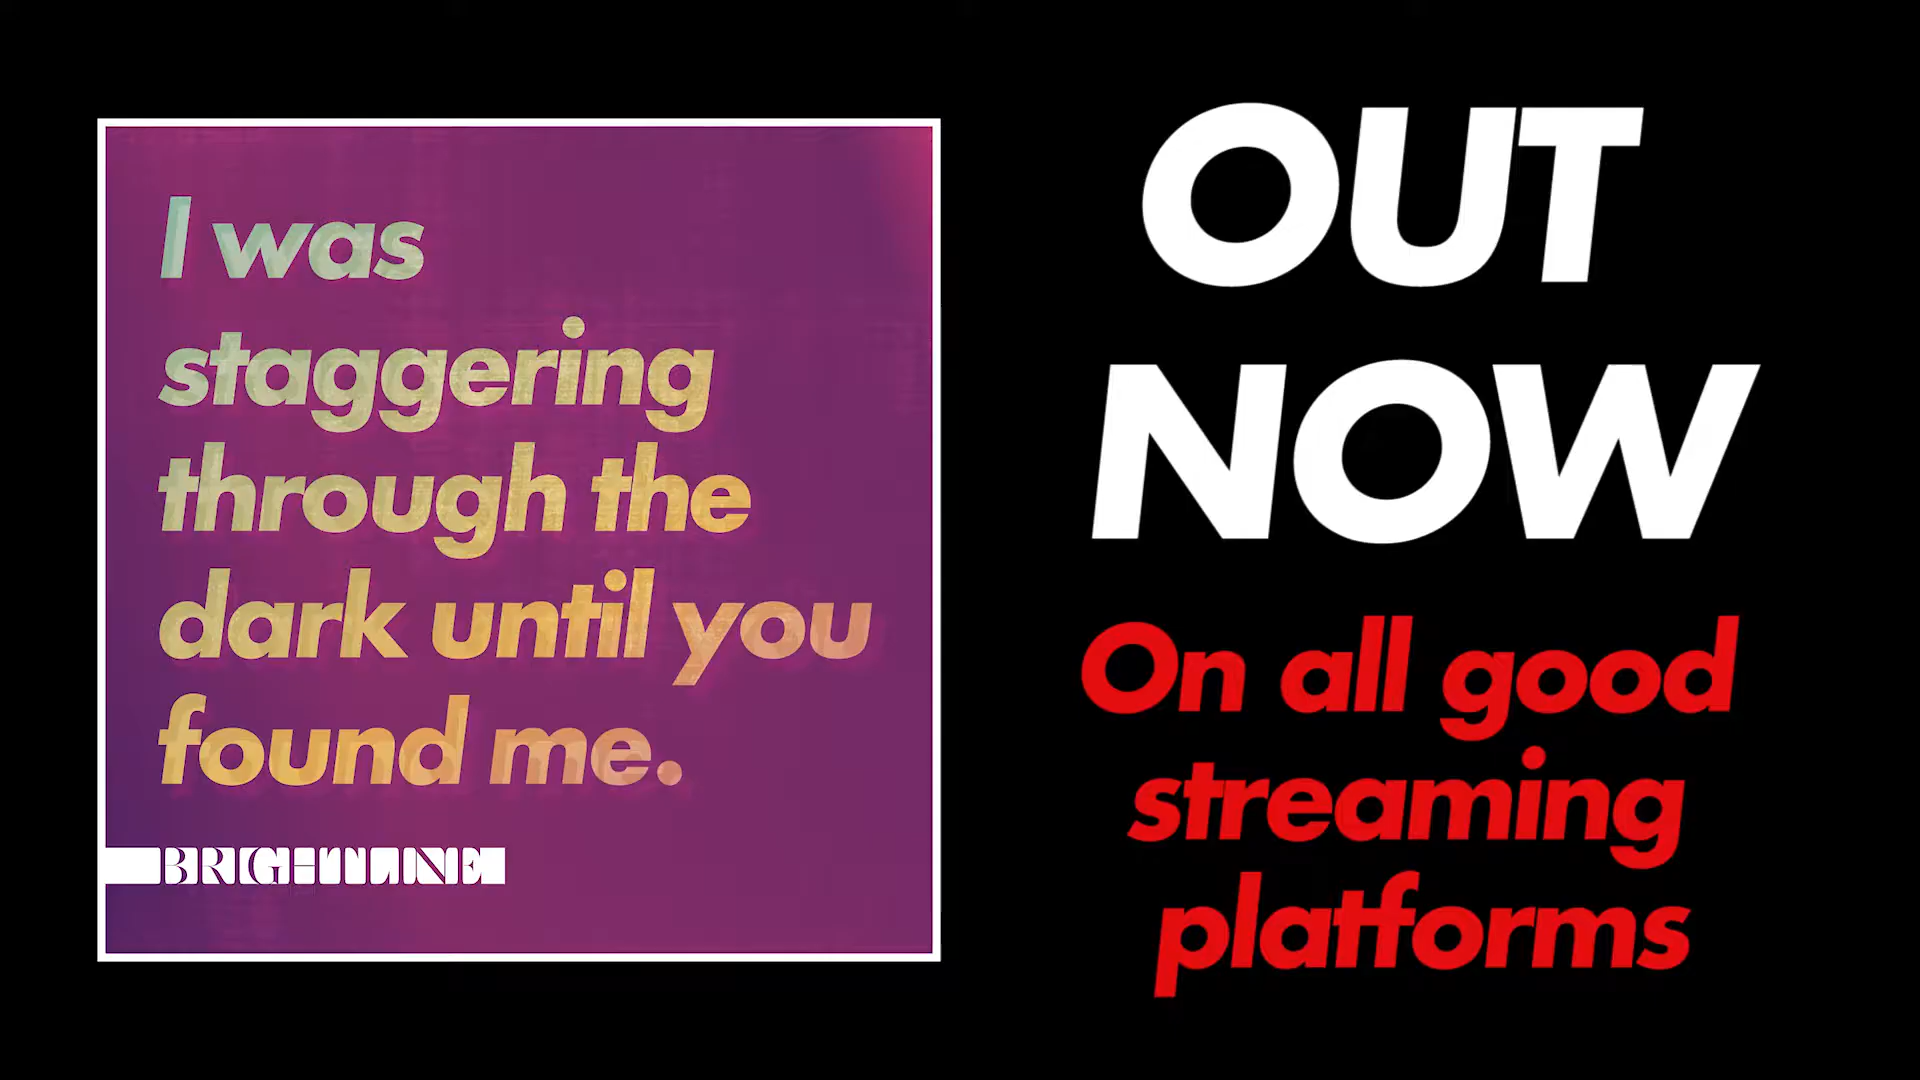 I was
staggering
through the
dark until you
found me.
BRIGHTLINE
OUT
NOW
On all good
streaming
platforms